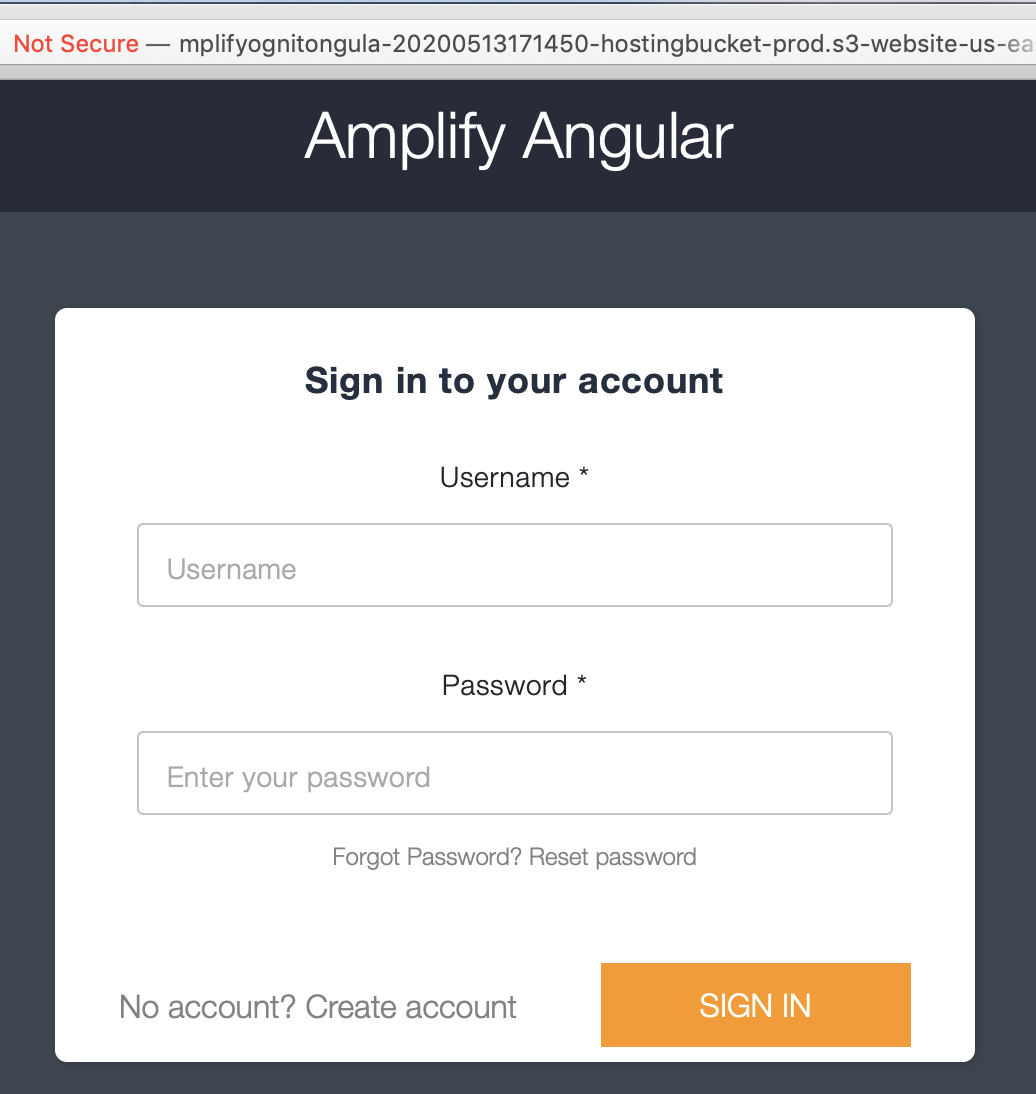 Not Secure — mplifyognitongula-20200513171450-hostingbucket-prod.s3-website-us-ea
Amplify Angular
Sign in to your account
Username *
Username
Password *
Enter your password
Forgot Password? Reset password
No account? Create account SIGN IN